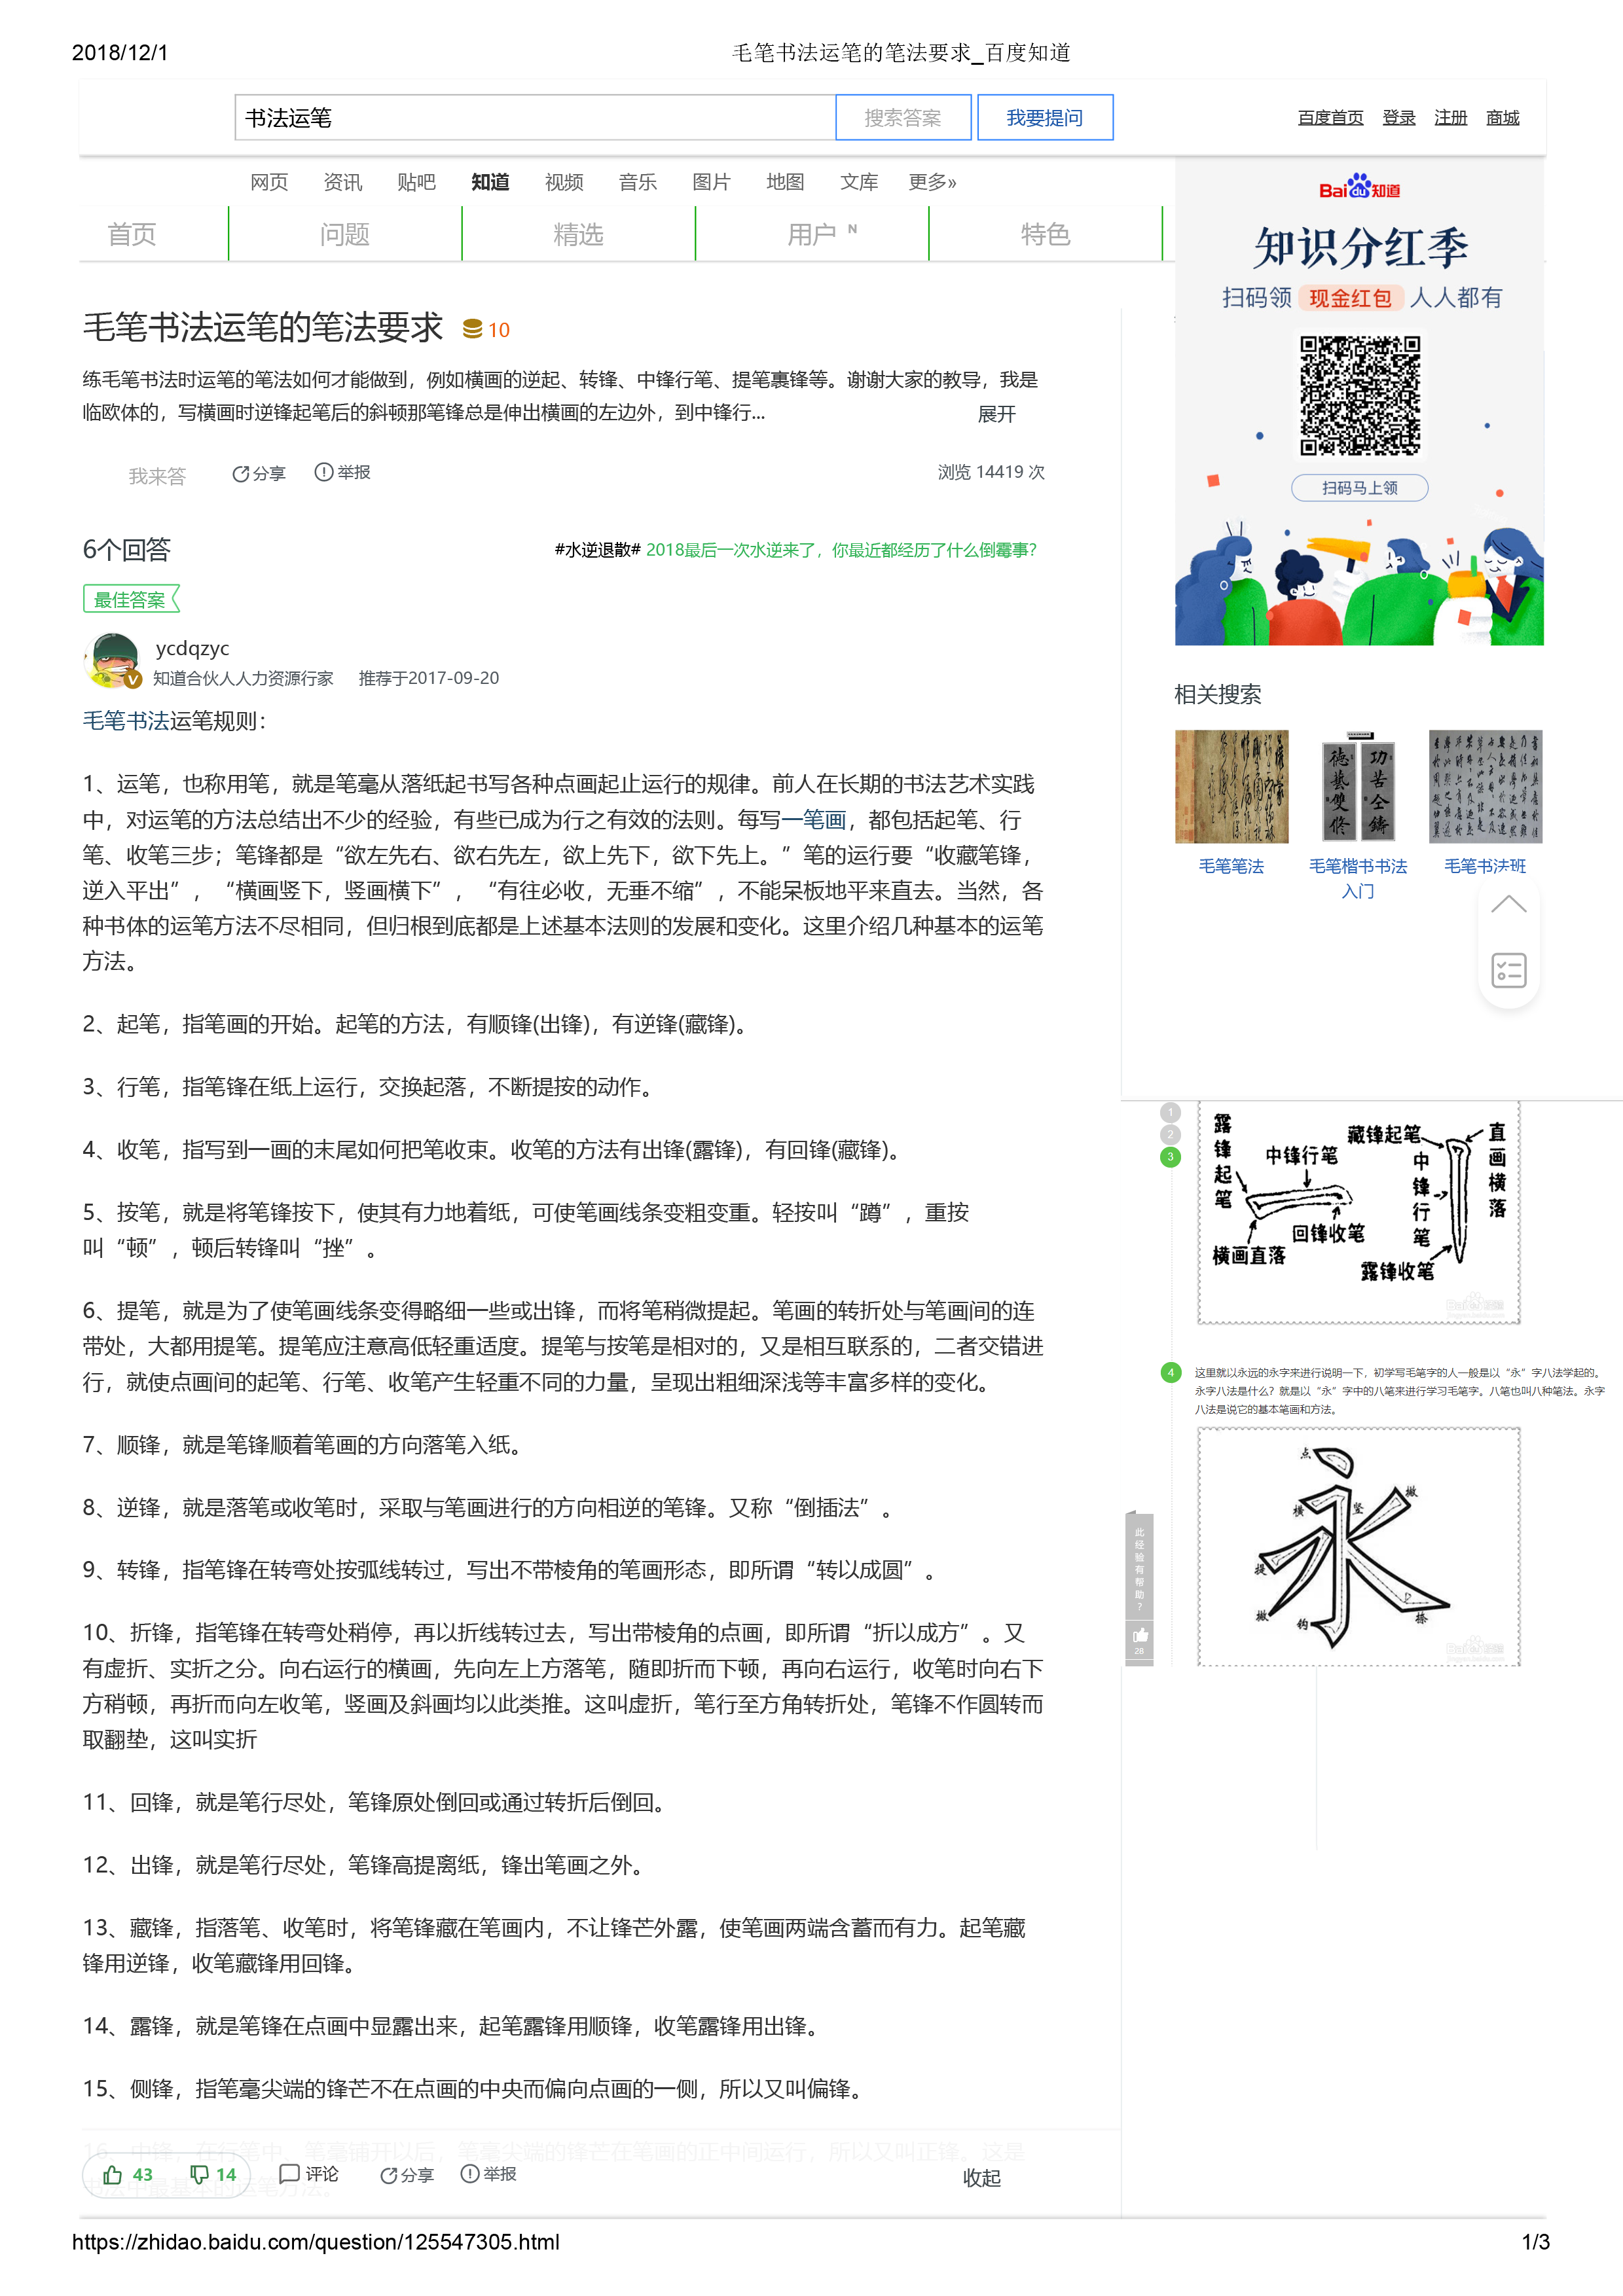 2018/12/1
毛笔书法运笔的笔法要求_百度知道
书法运笔
搜索答案
我要提问
百度首页 登录 注册 商城
网页 资讯 贴吧 知道 视频 音乐 图片 地图 文库 更多»
首页 问题 精选 用户 N 特色
毛笔书法运笔的笔法要求 10
练毛笔书法时运笔的笔法如何才能做到，例如横画的逆起、转锋、中锋行笔、提笔裹锋等。谢谢大家的教导，我是
临欧体的，写横画时逆锋起笔后的斜顿那笔锋总是伸出横画的左边外，到中锋行...
展开
我来答 分享 举报
浏览 14419 次
6个回答
#水逆退散# 2018最后一次水逆来了，你最近都经历了什么倒霉事？
最佳答案
ycdqzyc
知道合伙人人力资源行家 推荐于2017-09-20
毛笔书法运笔规则：
1、运笔，也称用笔，就是笔毫从落纸起书写各种点画起止运行的规律。前人在长期的书法艺术实践
中，对运笔的方法总结出不少的经验，有些已成为行之有效的法则。每写一笔画，都包括起笔、行
笔、收笔三步；笔锋都是“欲左先右、欲右先左，欲上先下，欲下先上。”笔的运行要“收藏笔锋，
逆入平出”，“横画竖下，竖画横下”，“有往必收，无垂不缩”，不能呆板地平来直去。当然，各
种书体的运笔方法不尽相同，但归根到底都是上述基本法则的发展和变化。这里介绍几种基本的运笔
方法。
2、起笔，指笔画的开始。起笔的方法，有顺锋(出锋)，有逆锋(藏锋)。
3、行笔，指笔锋在纸上运行，交换起落，不断提按的动作。
4、收笔，指写到一画的末尾如何把笔收束。收笔的方法有出锋(露锋)，有回锋(藏锋)。
5、按笔，就是将笔锋按下，使其有力地着纸，可使笔画线条变粗变重。轻按叫“蹲”，重按
叫“顿”，顿后转锋叫“挫”。
6、提笔，就是为了使笔画线条变得略细一些或出锋，而将笔稍微提起。笔画的转折处与笔画间的连
带处，大都用提笔。提笔应注意高低轻重适度。提笔与按笔是相对的，又是相互联系的，二者交错进
行，就使点画间的起笔、行笔、收笔产生轻重不同的力量，呈现出粗细深浅等丰富多样的变化。
7、顺锋，就是笔锋顺着笔画的方向落笔入纸。
8、逆锋，就是落笔或收笔时，采取与笔画进行的方向相逆的笔锋。又称“倒插法”。
9、转锋，指笔锋在转弯处按弧线转过，写出不带棱角的笔画形态，即所谓“转以成圆”。
10、折锋，指笔锋在转弯处稍停，再以折线转过去，写出带棱角的点画，即所谓“折以成方”。又
有虚折、实折之分。向右运行的横画，先向左上方落笔，随即折而下顿，再向右运行，收笔时向右下
方稍顿，再折而向左收笔，竖画及斜画均以此类推。这叫虚折，笔行至方角转折处，笔锋不作圆转而
取翻垫，这叫实折
11、回锋，就是笔行尽处，笔锋原处倒回或通过转折后倒回。
12、出锋，就是笔行尽处，笔锋高提离纸，锋出笔画之外。
13、藏锋，指落笔、收笔时，将笔锋藏在笔画内，不让锋芒外露，使笔画两端含蓄而有力。起笔藏
锋用逆锋，收笔藏锋用回锋。
14、露锋，就是笔锋在点画中显露出来，起笔露锋用顺锋，收笔露锋用出锋。
15、侧锋，指笔毫尖端的锋芒不在点画的中央而偏向点画的一侧，所以又叫偏锋。
16、中锋，在行笔中，笔毫铺开以后，笔毫尖端的锋芒在笔画的正中间运行，所以又叫正锋。这是
书法中最基本的运笔方法。
43 14 评论 分享 举报
收起
Baidu知道
知识分红季
扫码领 现金红包 人人都有
扫码马上领
相关搜索
德藝雙修
功苦全鑄
毛笔笔法
毛笔楷书书法
入门
毛笔书法班
1
2
3
露锋起笔
中锋行笔
回锋收笔
横画直落
藏锋起笔
中锋行笔
直画横落
露锋收笔
4
这里就以永远的永字来进行说明一下，初学写毛笔字的人一般是以“永”字八法学起的。
永字八法是什么？就是以“永”字中的八笔来进行学习毛笔字。八笔也叫八种笔法。永字
八法是说它的基本笔画和方法。
点
横
竖
撇
提
撇
钩
捺
永
此经验有帮助？
28
https://zhidao.baidu.com/question/125547305.html
1/3